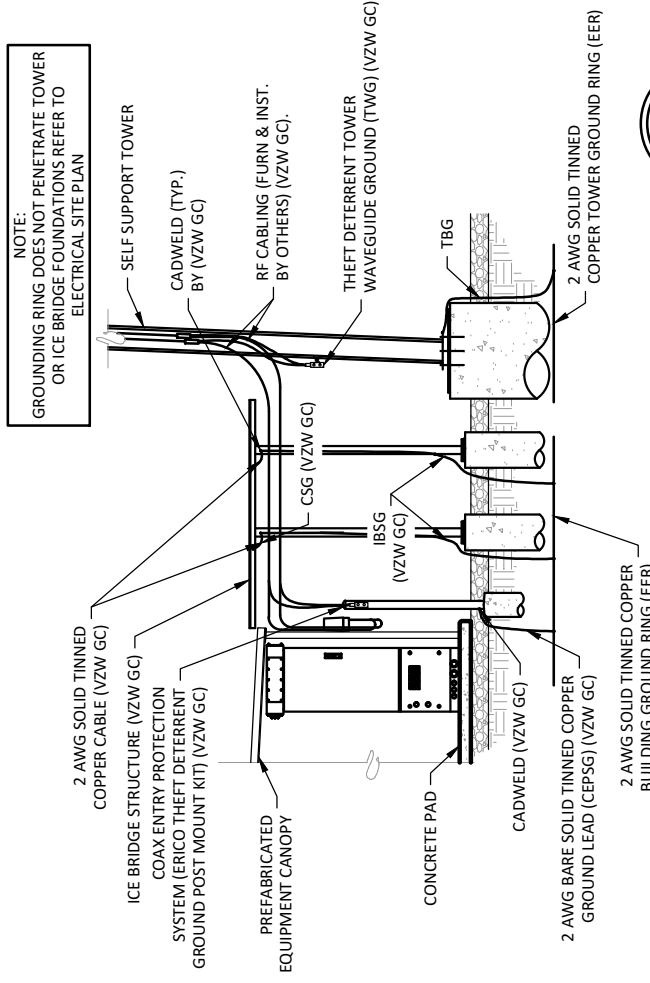 NOTE:
GROUNDING RING DOES NOT PENETRATE TOWER
OR ICE BRIDGE FOUNDATIONS REFER TO
ELECTRICAL SITE PLAN
SELF SUPPORT TOWER
CADWELD (TYP.)
BY (VZW GC)
RF CABLING (FURN & INST.
BY OTHERS) (VZW GC).
THEFT DETERRENT TOWER
WAVEGUIDE GROUND (TWG) (VZW GC)
TBG
2 AWG SOLID TINNED
COPPER TOWER GROUND RING (EER)
2 AWG SOLID TINNED
COPPER CABLE (VZW GC)
ICE BRIDGE STRUCTURE (VZW GC)
COAX ENTRY PROTECTION
SYSTEM (ERICO THEFT DETERRENT
GROUND POST MOUNT KIT) (VZW GC)
PREFABRICATED
EQUIPMENT CANOPY
CSG (VZW GC)
IBSG
(VZW GC)
CONCRETE PAD
CADWELD (VZW GC)
2 AWG BARE SOLID TINNED COPPER
GROUND LEAD (CEPSG) (VZW GC)
2 AWG SOLID TINNED COPPER
BUILDING GROUND RING (EER)